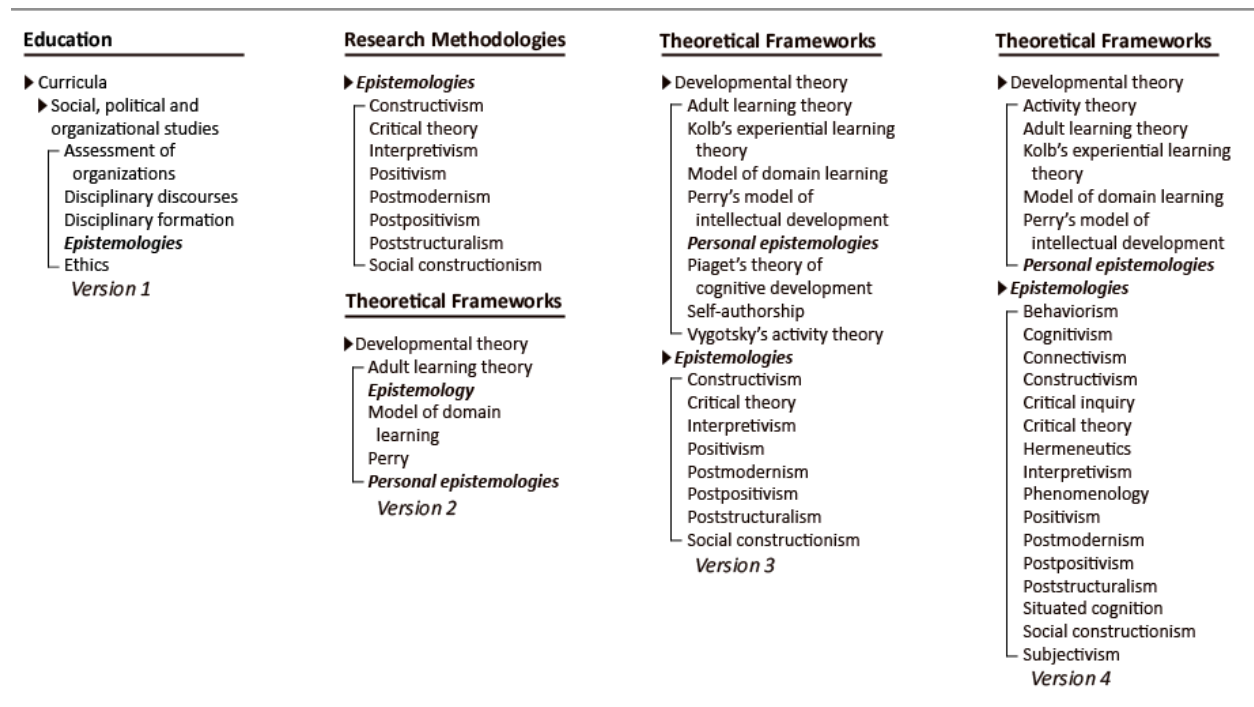 Education
▶Curricula
▶Social, political and
organizational studies
Assessment of
organizations
Disciplinary discourses
Disciplinary formation
Epistemologies
Ethics
Version 1
Research Methodologies
▶Epistemologies
Constructivism
Critical theory
Interpretivism
Positivism
Postmodernism
Postpositivism
Poststructuralism
Social constructionism
Theoretical Frameworks
▶Developmental theory
Adult learning theory
Epistemology
Model of domain
learning
Perry
Personal epistemologies
Version 2
Theoretical Frameworks
▶Developmental theory
Adult learning theory
Kolb's experiential learning
theory
Model of domain learning
Perry's model of
intellectual development
Personal epistemologies
Piaget's theory of
cognitive development
Self-authorship
Vygotsky's activity theory
▶Epistemologies
Constructivism
Critical theory
Interpretivism
Positivism
Postmodernism
Postpositivism
Poststructuralism
Social constructionism
Version 3
Theoretical Frameworks
▶Developmental theory
Activity theory
Adult learning theory
Kolb's experiential learning
theory
Model of domain learning
Perry's model of
intellectual development
Personal epistemologies
▶Epistemologies
Behaviorism
Cognitivism
Connectivism
Constructivism
Critical inquiry
Critical theory
Hermeneutics
Interpretivism
Phenomenology
Positivism
Postmodernism
Postpositivism
Poststructuralism
Situated cognition
Social constructionism
Subjectivism
Version 4